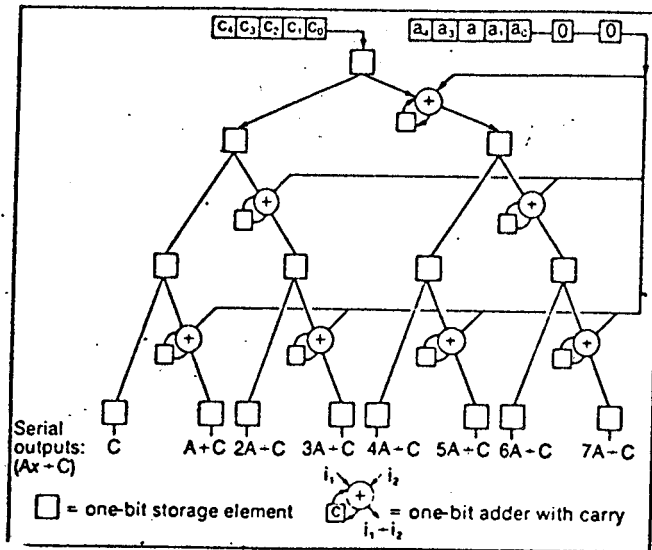 C₄ C₃ C₂ C₁ C₀ a₄ a₃ a a₁ a₀ 0 0
+
+ +
+ + + +
Serial outputs: (Ax + C)
C A + C 2A + C 3A + C 4A + C 5A + C 6A + C 7A + C
i₁ i₂
= one-bit storage element
C + = one-bit adder with carry
i₁ – i₂